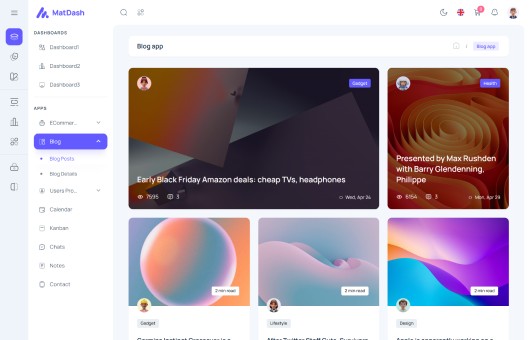 MatDash
DASHBOARDS
Dashboard1
Dashboard2
Dashboard3
APPS
ECommer...
Blog
Blog Posts
Blog Details
Users Pro...
Calendar
Kanban
Chats
Notes
Contact
Blog app
Blog app
Gadget
Early Black Friday Amazon deals: cheap TVs, headphones
7595
3
Wed, Apr 24
Health
Presented by Max Rushden
with Barry Glendenning,
Philippe
6154
3
Mon, Apr 29
2 min read
Gadget
2 min read
Lifestyle
2 min read
Design